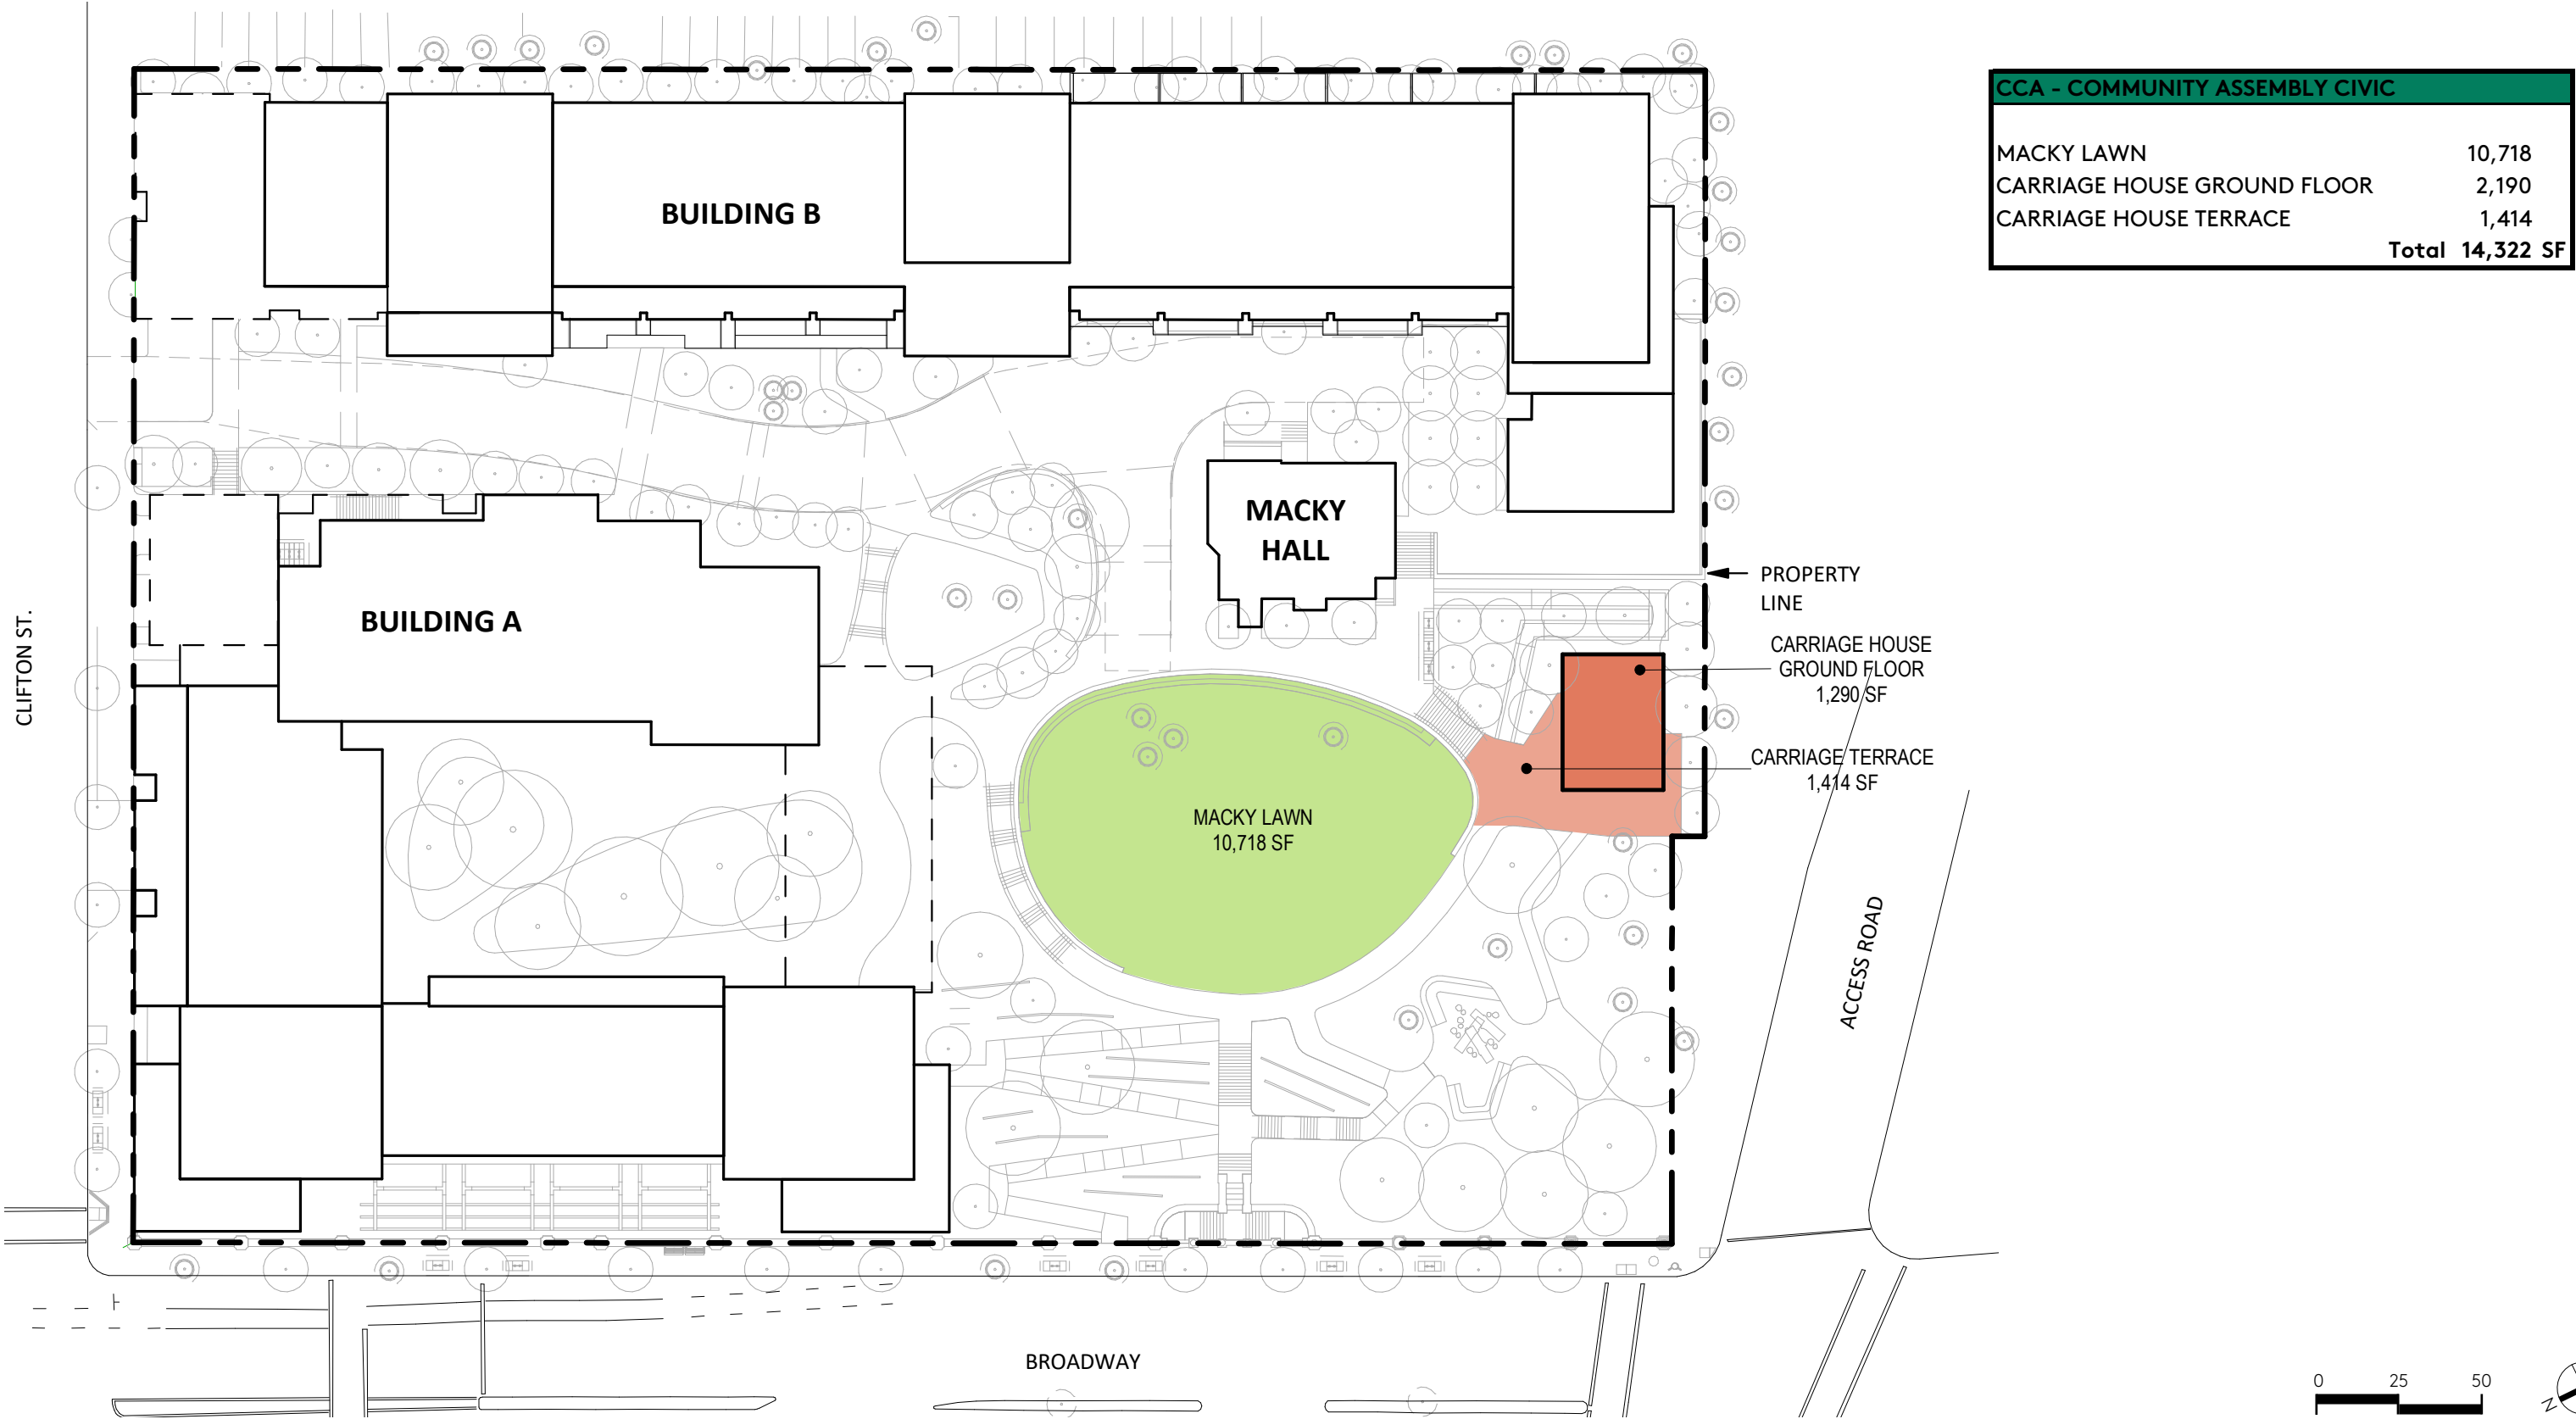 CCA - COMMUNITY ASSEMBLY CIVIC
MACKY LAWN 10,718
CARRIAGE HOUSE GROUND FLOOR 2,190
CARRIAGE HOUSE TERRACE 1,414
Total 14,322 SF
BUILDING B
MACKY
HALL
PROPERTY
LINE
BUILDING A
CLIFTON ST.
CARRIAGE HOUSE
GROUND FLOOR
1,290 SF
CARRIAGE TERRACE
1,414 SF
MACKY LAWN
10,718 SF
ACCESS ROAD
BROADWAY
0 25 50
N